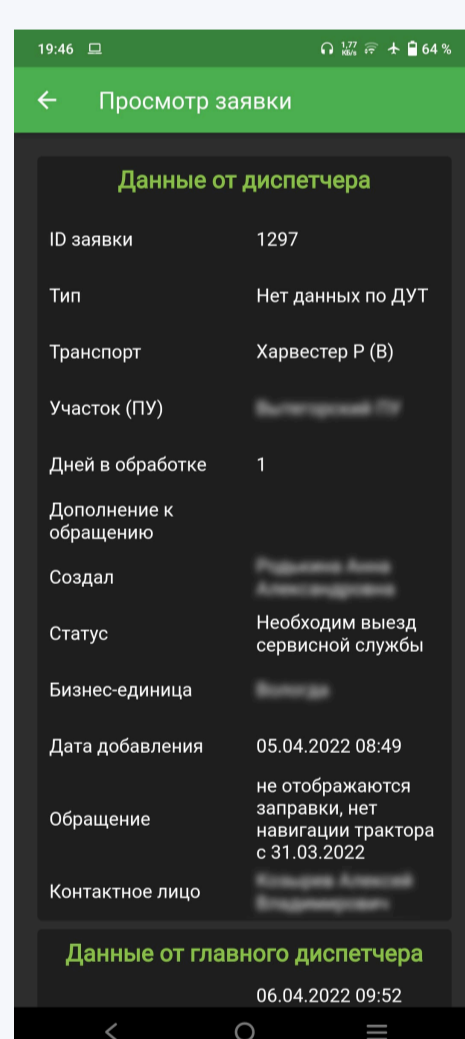 19:46 1,77 КБ/s 64 %
Просмотр заявки
Данные от диспетчера
ID заявки 1297
Тип Нет данных по ДУТ
Транспорт Харвестер Р (В)
Участок (ПУ)
Дней в обработке 1
Дополнение к
обращению
Создал
Статус Необходим выезд
сервисной службы
Бизнес-единица
Дата добавления 05.04.2022 08:49
Обращение не отображаются
заправки, нет
навигации трактора
с 31.03.2022
Контактное лицо
Данные от главного диспетчера
06.04.2022 09:52